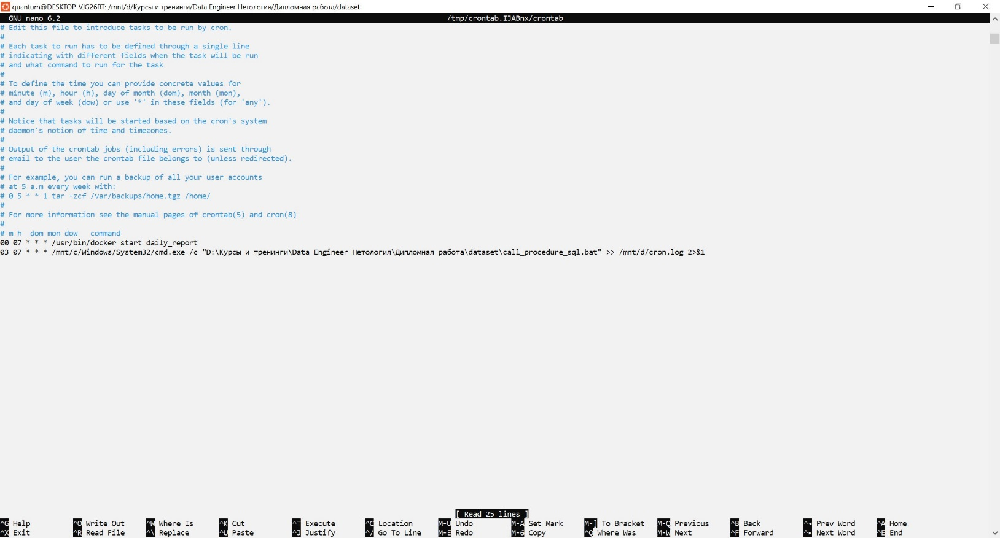 quantum@DESKTOP-VJG26RT: /mnt/d/Курсы и тренинги/Data Engineer Нетология/Дипломная работа/dataset
GNU nano 6.2 /tmp/crontab.IJABnx/crontab
# Edit this file to introduce tasks to be run by cron.
#
# Each task to run has to be defined through a single line
# indicating with different fields when the task will be run
# and what command to run for the task
#
# To define the time you can provide concrete values for
# minute (m), hour (h), day of month (dom), month (mon),
# and day of week (dow) or use '*' in these fields (for 'any').
#
# Notice that tasks will be started based on the cron's system
# daemon's notion of time and timezones.
#
# Output of the crontab jobs (including errors) is sent through
# email to the user the crontab file belongs to (unless redirected).
#
# For example, you can run a backup of all your user accounts
# at 5 a.m every week with:
# 0 5 * * 1 tar -zcf /var/backups/home.tgz /home/
#
# For more information see the manual pages of crontab(5) and cron(8)
#
# m h  dom mon dow   command
00 07 * * * /usr/bin/docker start daily_report
03 07 * * * /mnt/c/Windows/System32/cmd.exe /c "D:\Курсы и тренинги\Data Engineer Нетология\Дипломная работа\dataset\call_procedure_sql.bat" >> /mnt/d/cron.log 2>&1
[ Read 25 lines ]
^G Help ^O Write Out ^W Where Is ^K Cut ^T Execute ^C Location M-U Undo M-A Set Mark M-] To Bracket M-Q Previous ^B Back ^◂ Prev Word ^A Home
^X Exit ^R Read File ^\ Replace ^U Paste ^J Justify ^/ Go To Line M-E Redo M-6 Copy ^Q Where Was M-W Next ^F Forward ^▸ Next Word ^E End